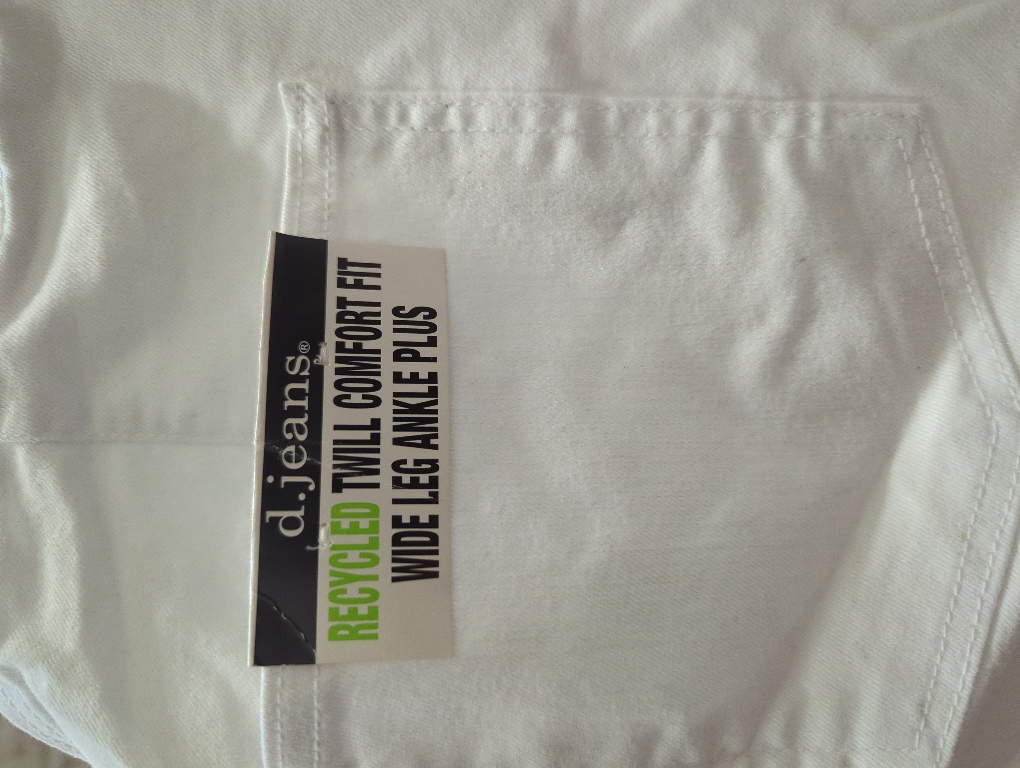 d.jeans®
RECYCLED TWILL COMFORT FIT
WIDE LEG ANKLE PLUS